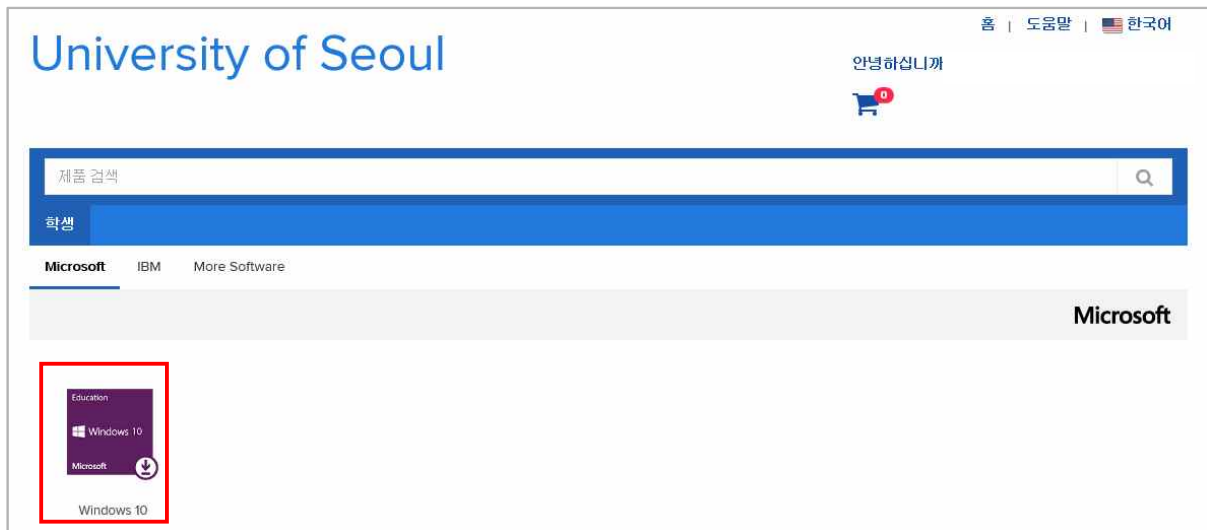 홈 | 도움말 | 한국어
University of Seoul
안녕하십니까
0
제품 검색
학생
Microsoft IBM More Software
Microsoft
Education
Windows 10
Microsoft
Windows 10